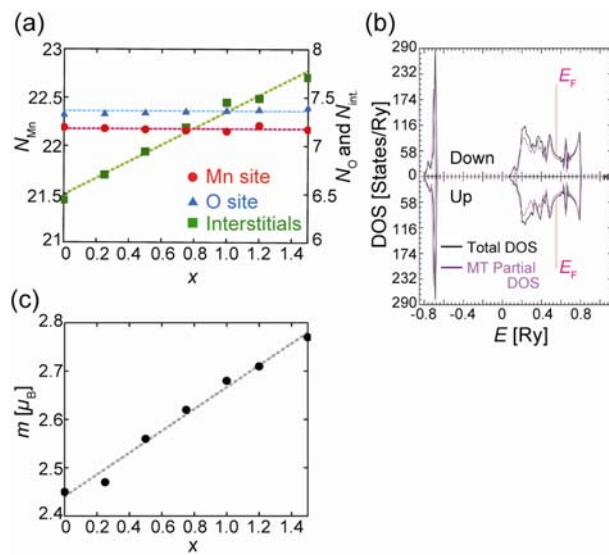 (a)
23
22.5
22
21.5
21
N_Mn
8
7.5
7
6.5
6
N_O and N_int.
Mn site
O site
Interstitials
0 0.2 0.4 0.6 0.8 1.0 1.2 1.4
x
(b)
290
232
174
116
58
0
58
116
174
232
290
DOS [States/Ry]
E_F
Down
Up
Total DOS
MT Partial
DOS
E_F
-0.8 -0.4 0 0.4 0.8
E [Ry]
(c)
2.8
2.7
2.6
2.5
2.4
m [μ_B]
0.0 0.2 0.4 0.6 0.8 1.0 1.2 1.4
x